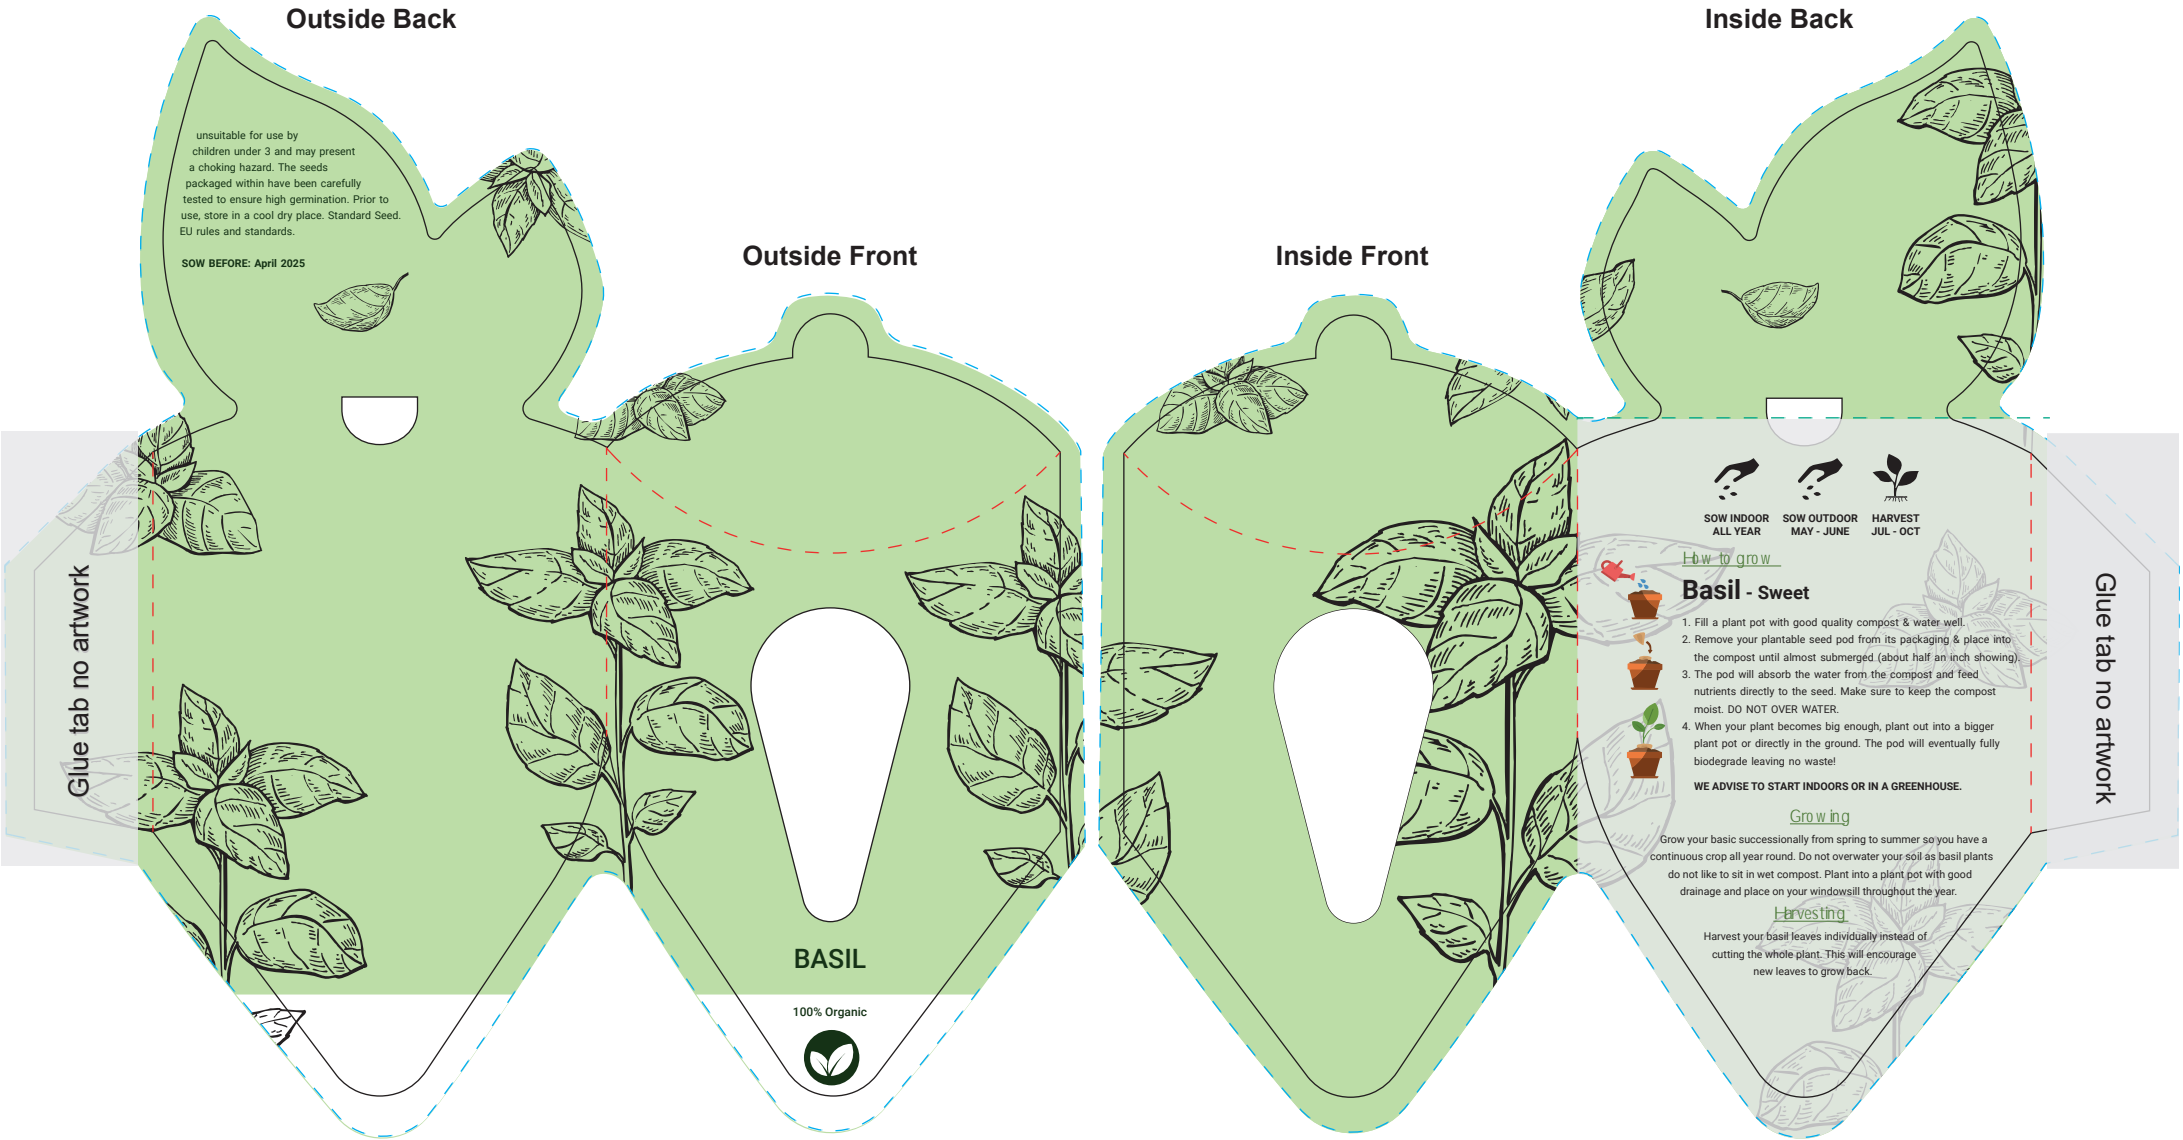 Outside Back
Inside Back
unsuitable for use by
children under 3 and may present
a choking hazard. The seeds
packaged within have been carefully
tested to ensure high germination. Prior to
use, store in a cool dry place. Standard Seed.
EU rules and standards.
SOW BEFORE: April 2025
Outside Front
Inside Front
Glue tab no artwork
BASIL
100% Organic
SOW INDOOR
ALL YEAR
SOW OUTDOOR
MAY - JUNE
HARVEST
JUL - OCT
How to grow
Basil - Sweet
1. Fill a plant pot with good quality compost & water well.
2. Remove your plantable seed pod from its packaging & place into
the compost until almost submerged (about half an inch showing).
3. The pod will absorb the water from the compost and feed
nutrients directly to the seed. Make sure to keep the compost
moist. DO NOT OVER WATER.
4. When your plant becomes big enough, plant out into a bigger
plant pot or directly in the ground. The pod will eventually fully
biodegrade leaving no waste!
WE ADVISE TO START INDOORS OR IN A GREENHOUSE.
Growing
Grow your basic successionally from spring to summer so you have a
continuous crop all year round. Do not overwater your soil as basil plants
do not like to sit in wet compost. Plant into a plant pot with good
drainage and place on your windowsill throughout the year.
Harvesting
Harvest your basil leaves individually instead of
cutting the whole plant. This will encourage
new leaves to grow back.
Glue tab no artwork